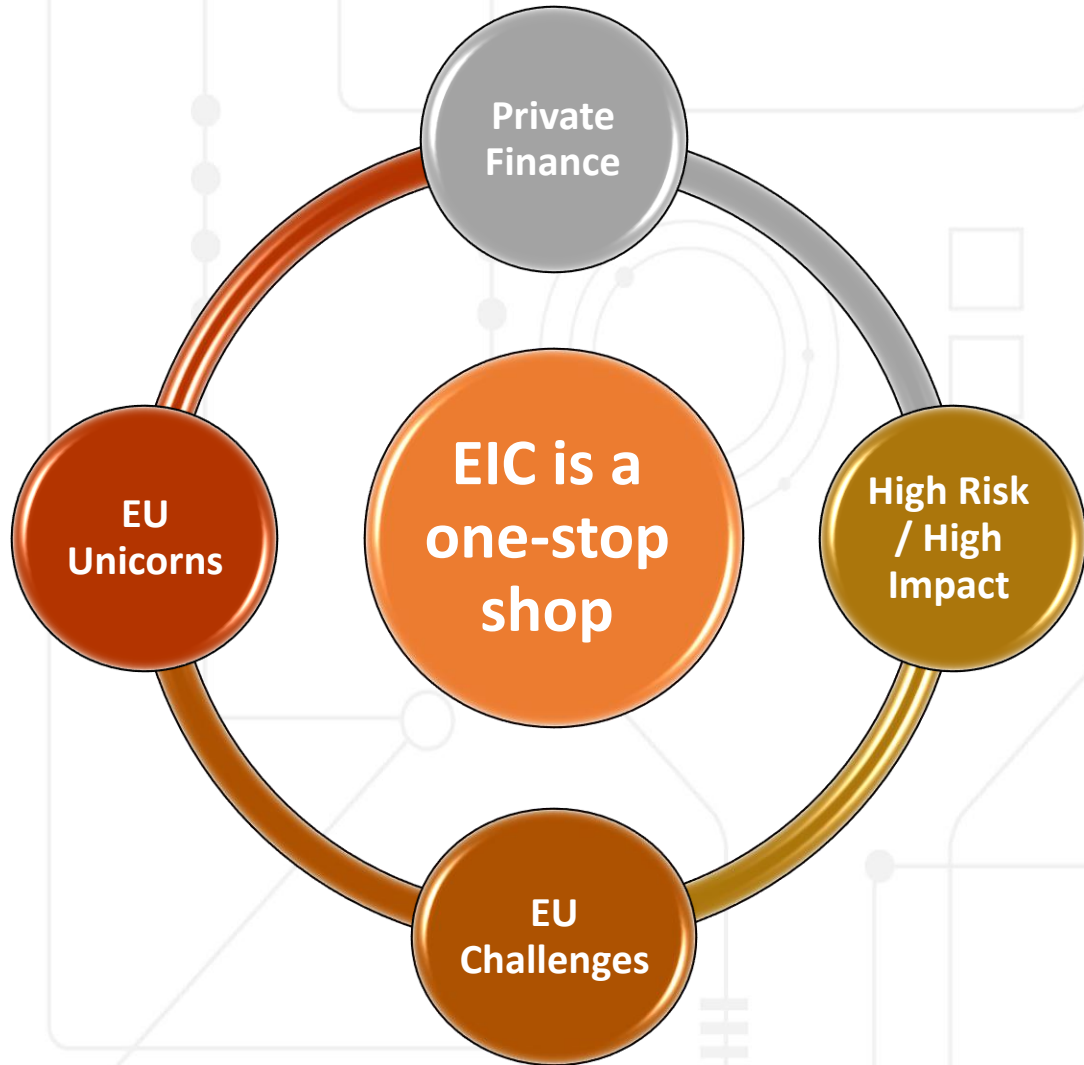 Private
Finance
EIC is a
one-stop
shop
EU
Unicorns
High Risk
/ High
Impact
EU
Challenges